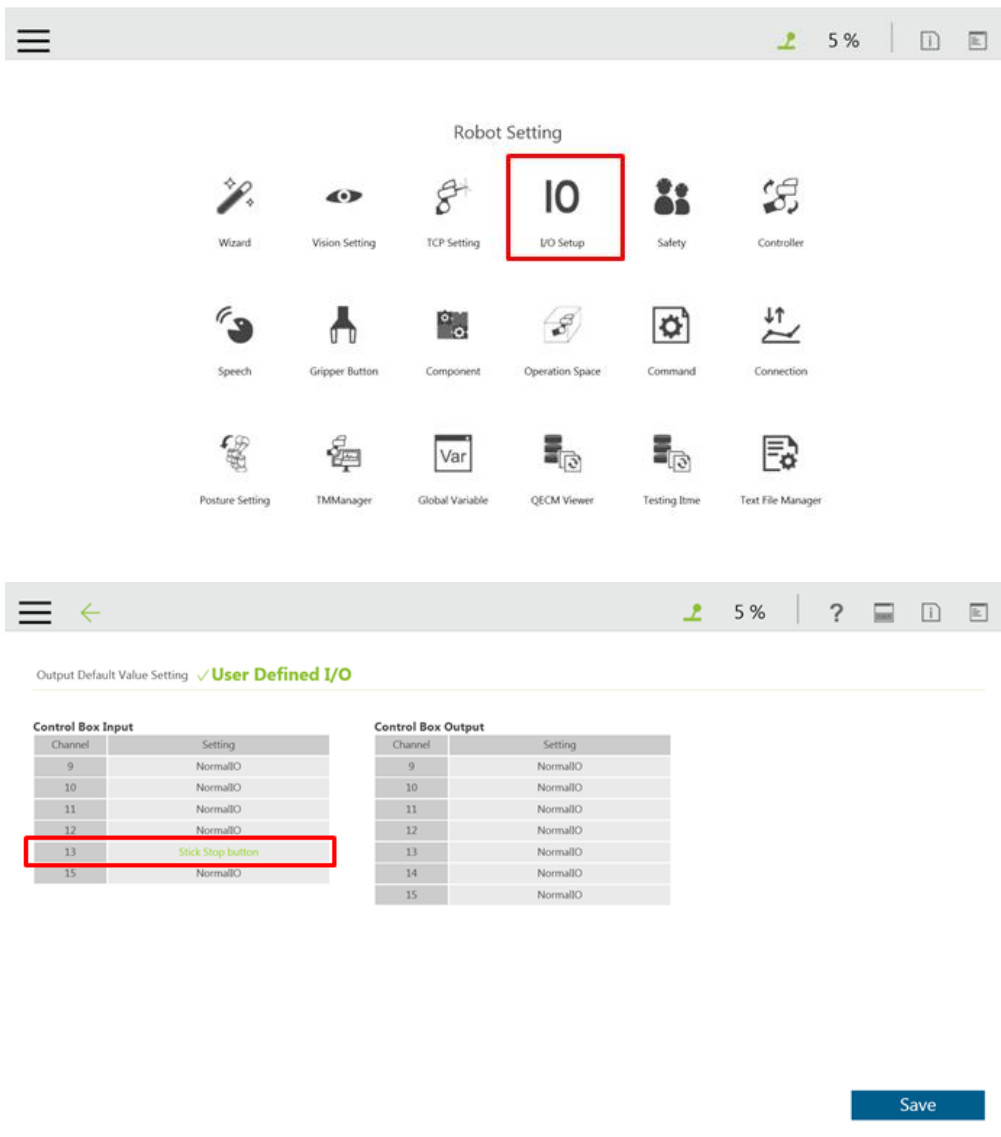 5 %
Robot Setting
IO
Wizard Vision Setting TCP Setting I/O Setup Safety Controller
Speech Gripper Button Component Operation Space Command Connection
Var
Posture Setting TMManager Global Variable QECM Viewer Testing Itme Text File Manager
5 % ?
Output Default Value Setting ✓User Defined I/O
Control Box Input Control Box Output
Channel Setting Channel Setting
9 NormalIO 9 NormalIO
10 NormalIO 10 NormalIO
11 NormalIO 11 NormalIO
12 NormalIO 12 NormalIO
13 Stick Stop button 13 NormalIO
15 NormalIO 14 NormalIO
15 NormalIO
Save